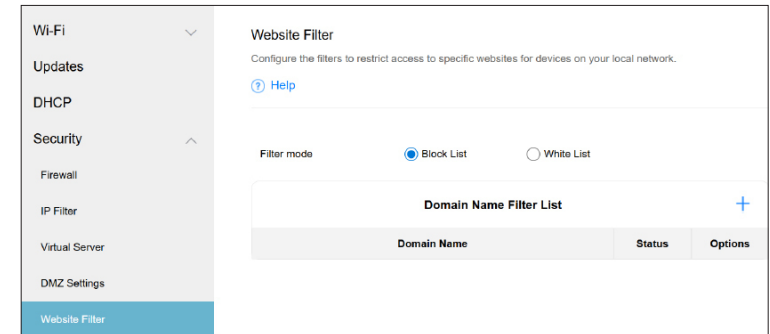 Wi-Fi
Updates
DHCP
Security
Firewall
IP Filter
Virtual Server
DMZ Settings
Website Filter
Website Filter
Configure the filters to restrict access to specific websites for devices on your local network.
? Help
Filter mode
Block List
White List
Domain Name Filter List
Domain Name
Status
Options